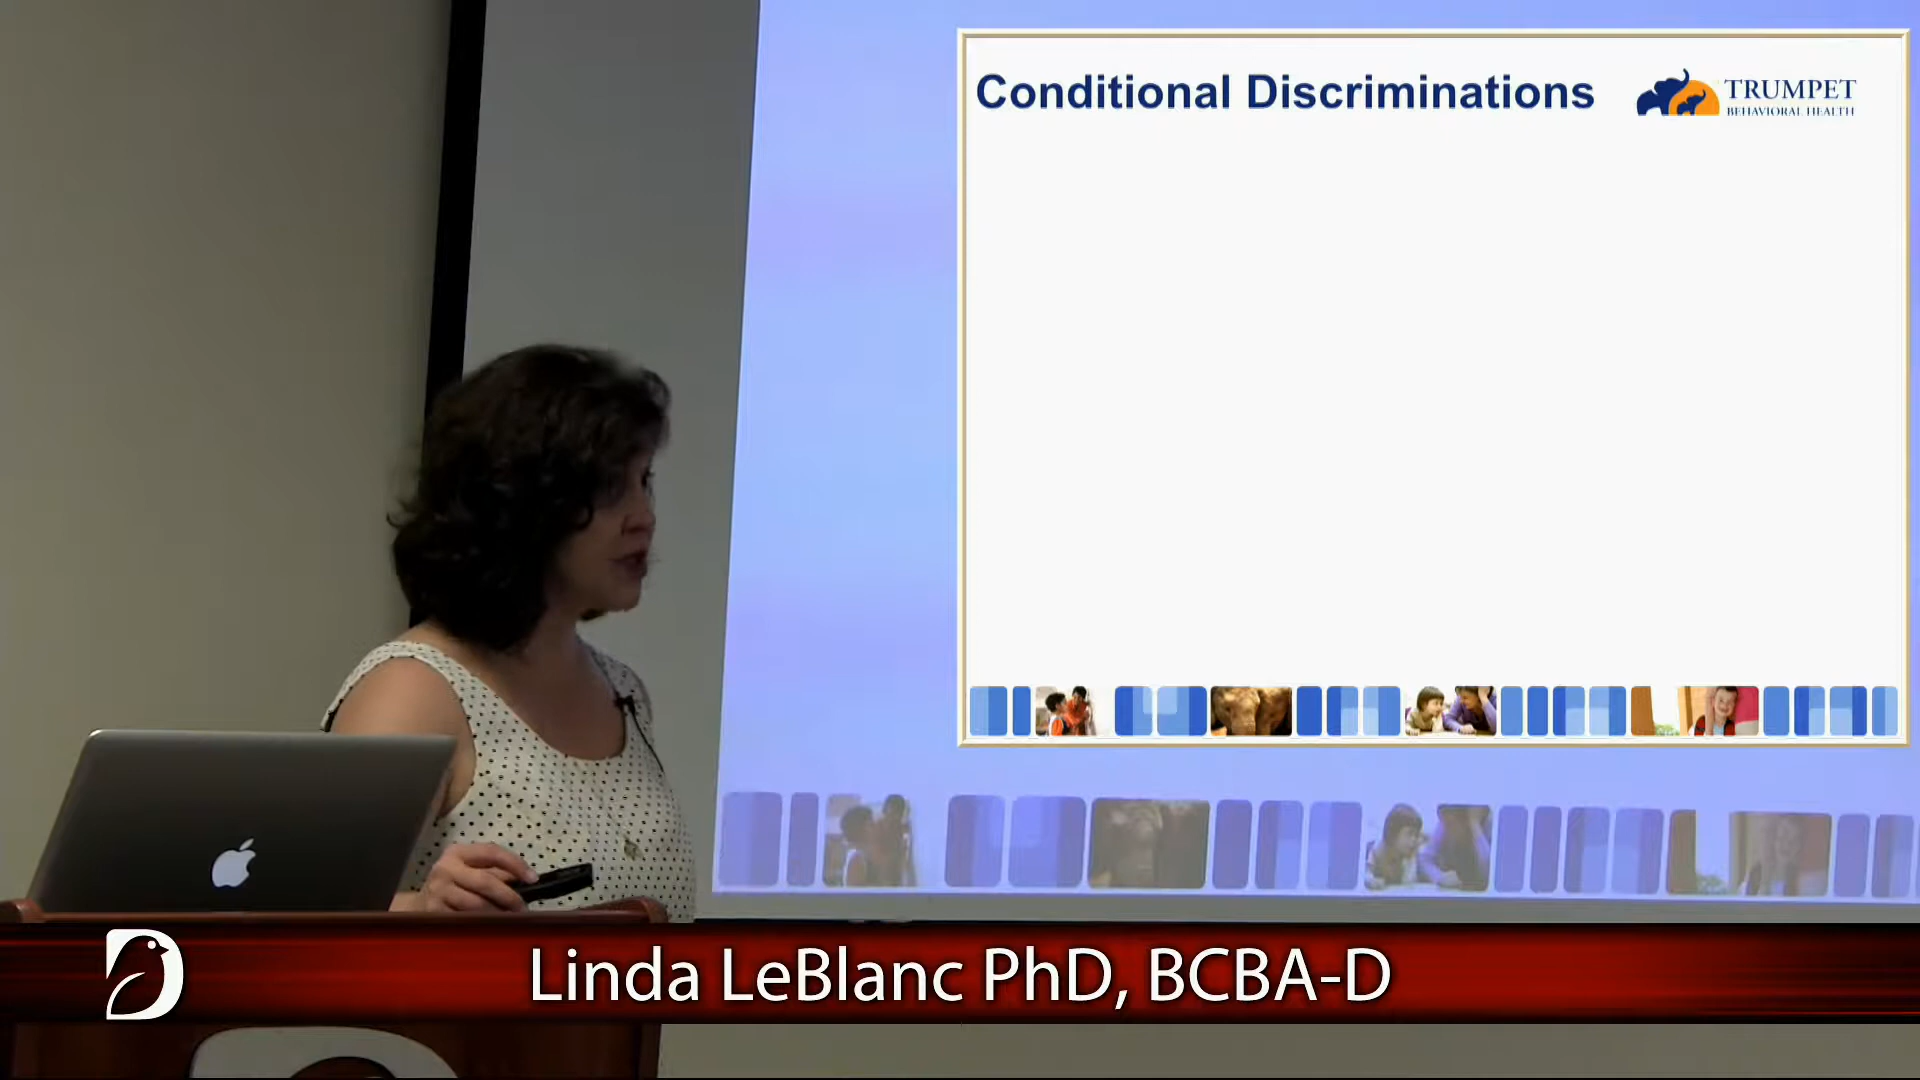 Conditional Discriminations
TRUMPET
BEHAVIORAL HEALTH
Linda LeBlanc PhD, BCBA-D